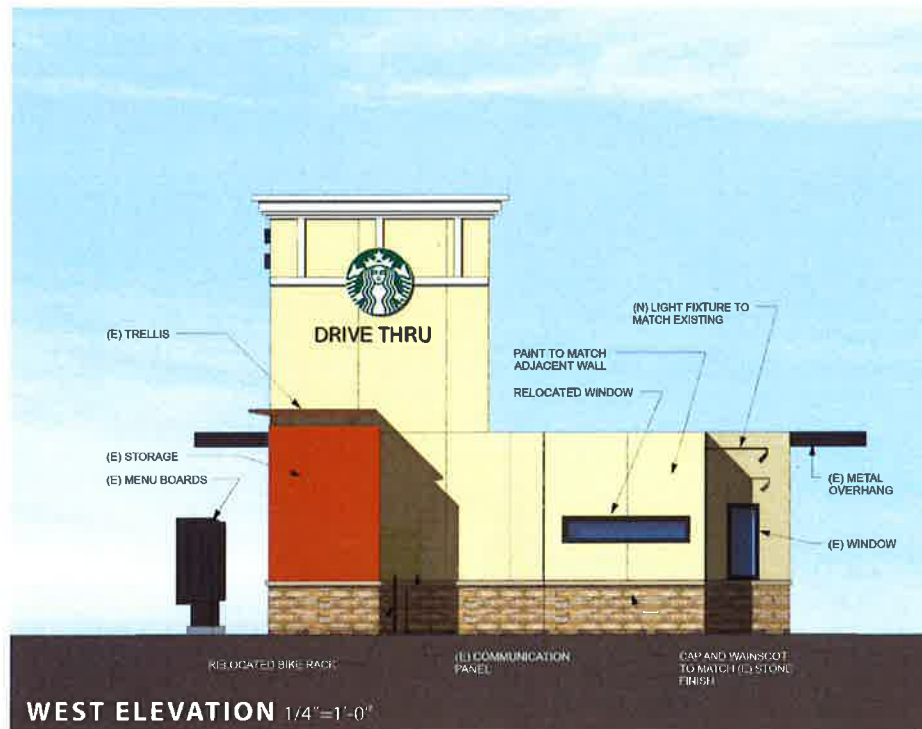 DRIVE THRU
(N) LIGHT FIXTURE TO
MATCH EXISTING
(E) TRELLIS
PAINT TO MATCH
ADJACENT WALL
RELOCATED WINDOW
(E) STORAGE
(E) MENU BOARDS
(E) METAL
OVERHANG
(E) WINDOW
RELOCATED BIKE RACK
(E) COMMUNICATION
PANEL
CAP AND WAINSCOT
TO MATCH (E) STONE
FINISH
WEST ELEVATION 1/4"=1'-0"